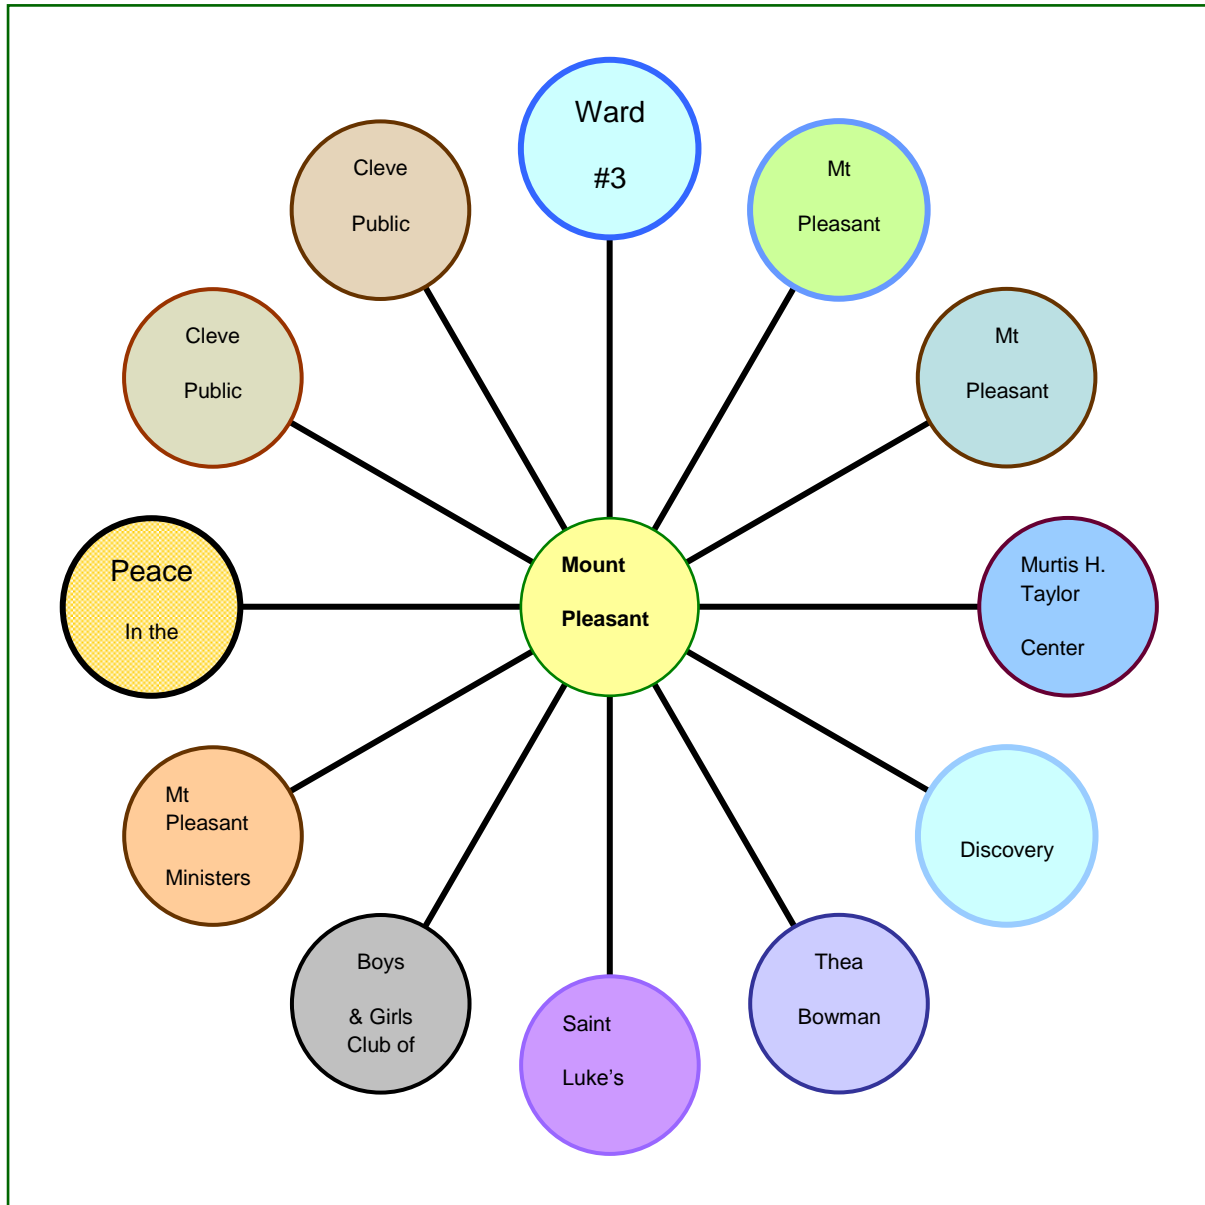 Ward
#3
Mt
Pleasant
Mt
Pleasant
Murtis H.
Taylor
Center
Discovery
Thea
Bowman
Saint
Luke’s
Boys
& Girls
Club of
Mt
Pleasant
Ministers
Peace
In the
Cleve
Public
Cleve
Public
Mount
Pleasant